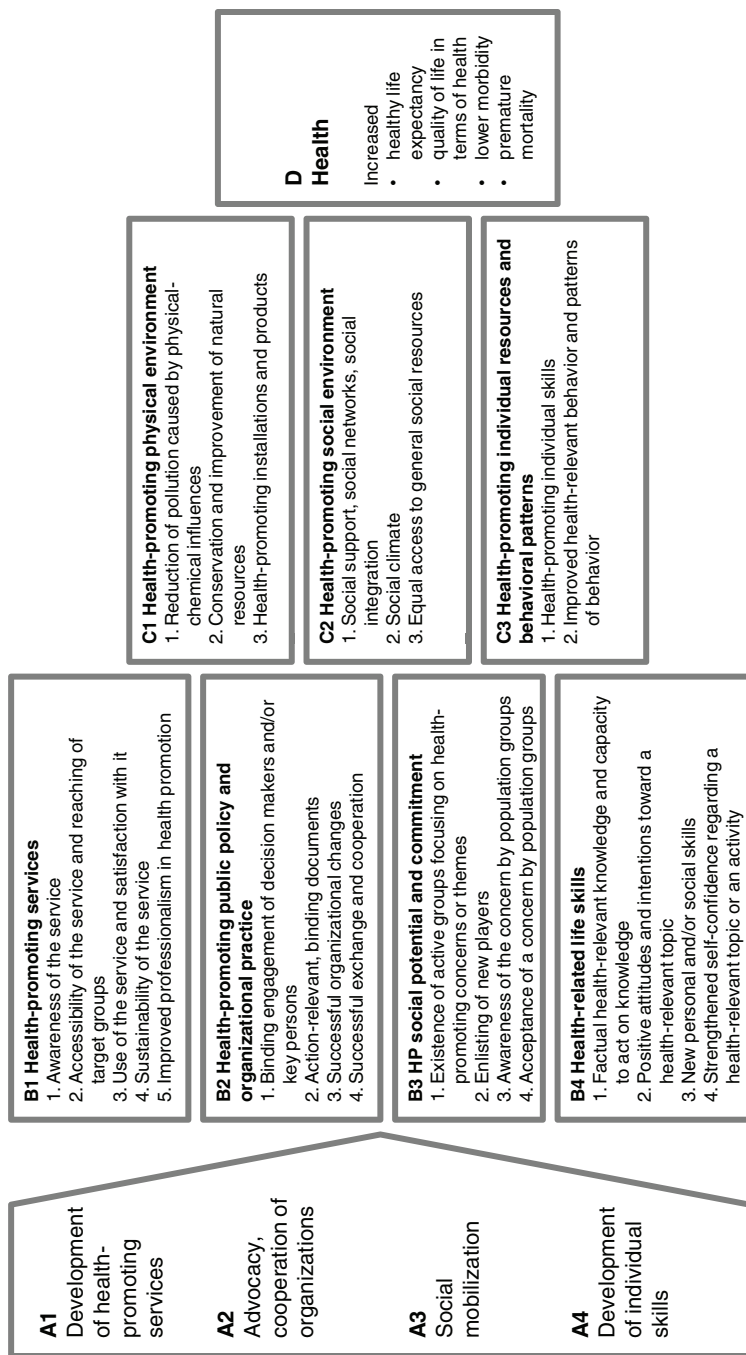 A1
Development
of health-
promoting
services
A2
Advocacy,
cooperation of
organizations
A3
Social
mobilization
A4
Development
of individual
skills
B1 Health-promoting services
1. Awareness of the service
2. Accessibility of the service and reaching of
target groups
3. Use of the service and satisfaction with it
4. Sustainability of the service
5. Improved professionalism in health promotion
B2 Health-promoting public policy and
organizational practice
1. Binding engagement of decision makers and/or
key persons
2. Action-relevant, binding documents
3. Successful organizational changes
4. Successful exchange and cooperation
B3 HP social potential and commitment
1. Existence of active groups focusing on health-
promoting concerns or themes
2. Enlisting of new players
3. Awareness of the concern by population groups
4. Acceptance of a concern by population groups
B4 Health-related life skills
1. Factual health-relevant knowledge and capacity
to act on knowledge
2. Positive attitudes and intentions toward a
health-relevant topic
3. New personal and/or social skills
4. Strengthened self-confidence regarding a
health-relevant topic or an activity
C1 Health-promoting physical environment
1. Reduction of pollution caused by physical-
chemical influences
2. Conservation and improvement of natural
resources
3. Health-promoting installations and products
C2 Health-promoting social environment
1. Social support, social networks, social
integration
2. Social climate
3. Equal access to general social resources
C3 Health-promoting individual resources and
behavioral patterns
1. Health-promoting individual skills
2. Improved health-relevant behavior and patterns
of behavior
D
Health
Increased
• healthy life
expectancy
• quality of life in
terms of health
• lower morbidity
• premature
mortality